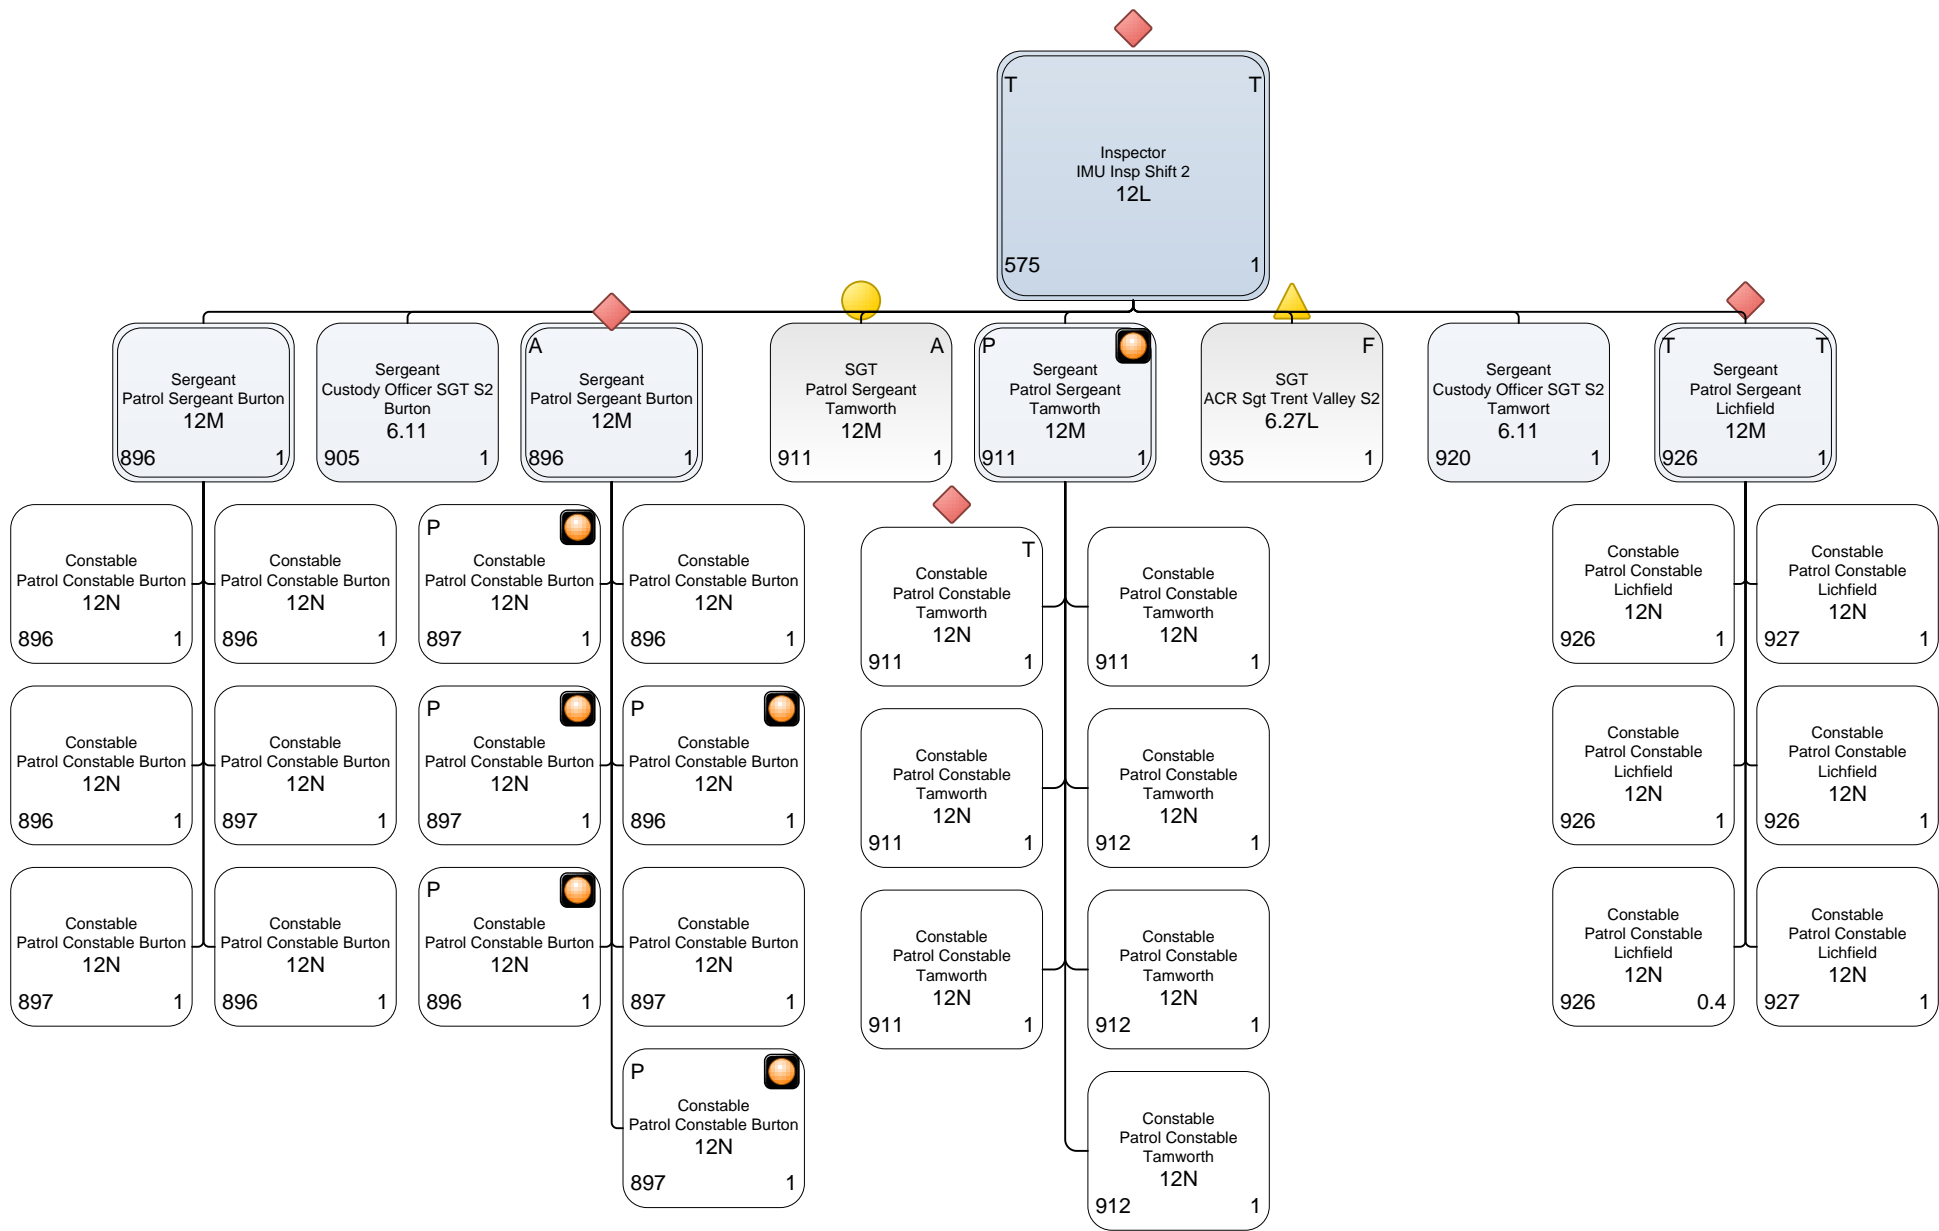 T T
Inspector
IMU Insp Shift 2
12L
575 1
Sergeant
Patrol Sergeant Burton
12M
896 1
Sergeant
Custody Officer SGT S2
Burton
6.11
905 1
A
Sergeant
Patrol Sergeant Burton
12M
896 1
A
SGT
Patrol Sergeant
Tamworth
12M
911 1
P
Sergeant
Patrol Sergeant
Tamworth
12M
911 1
F
SGT
ACR Sgt Trent Valley S2
6.27L
935 1
Sergeant
Custody Officer SGT S2
Tamwort
6.11
920 1
T T
Sergeant
Patrol Sergeant
Lichfield
12M
926 1
Constable
Patrol Constable Burton
12N
896 1
Constable
Patrol Constable Burton
12N
896 1
Constable
Patrol Constable Burton
12N
896 1
Constable
Patrol Constable Burton
12N
897 1
Constable
Patrol Constable Burton
12N
897 1
Constable
Patrol Constable Burton
12N
896 1
P
Constable
Patrol Constable Burton
12N
897 1
Constable
Patrol Constable Burton
12N
896 1
P
Constable
Patrol Constable Burton
12N
897 1
P
Constable
Patrol Constable Burton
12N
896 1
P
Constable
Patrol Constable Burton
12N
896 1
Constable
Patrol Constable Burton
12N
897 1
P
Constable
Patrol Constable Burton
12N
897 1
T
Constable
Patrol Constable
Tamworth
12N
911 1
Constable
Patrol Constable
Tamworth
12N
911 1
Constable
Patrol Constable
Tamworth
12N
911 1
Constable
Patrol Constable
Tamworth
12N
912 1
Constable
Patrol Constable
Tamworth
12N
911 1
Constable
Patrol Constable
Tamworth
12N
912 1
Constable
Patrol Constable
Tamworth
12N
912 1
Constable
Patrol Constable
Lichfield
12N
926 1
Constable
Patrol Constable
Lichfield
12N
927 1
Constable
Patrol Constable
Lichfield
12N
926 1
Constable
Patrol Constable
Lichfield
12N
926 1
Constable
Patrol Constable
Lichfield
12N
926 0.4
Constable
Patrol Constable
Lichfield
12N
927 1